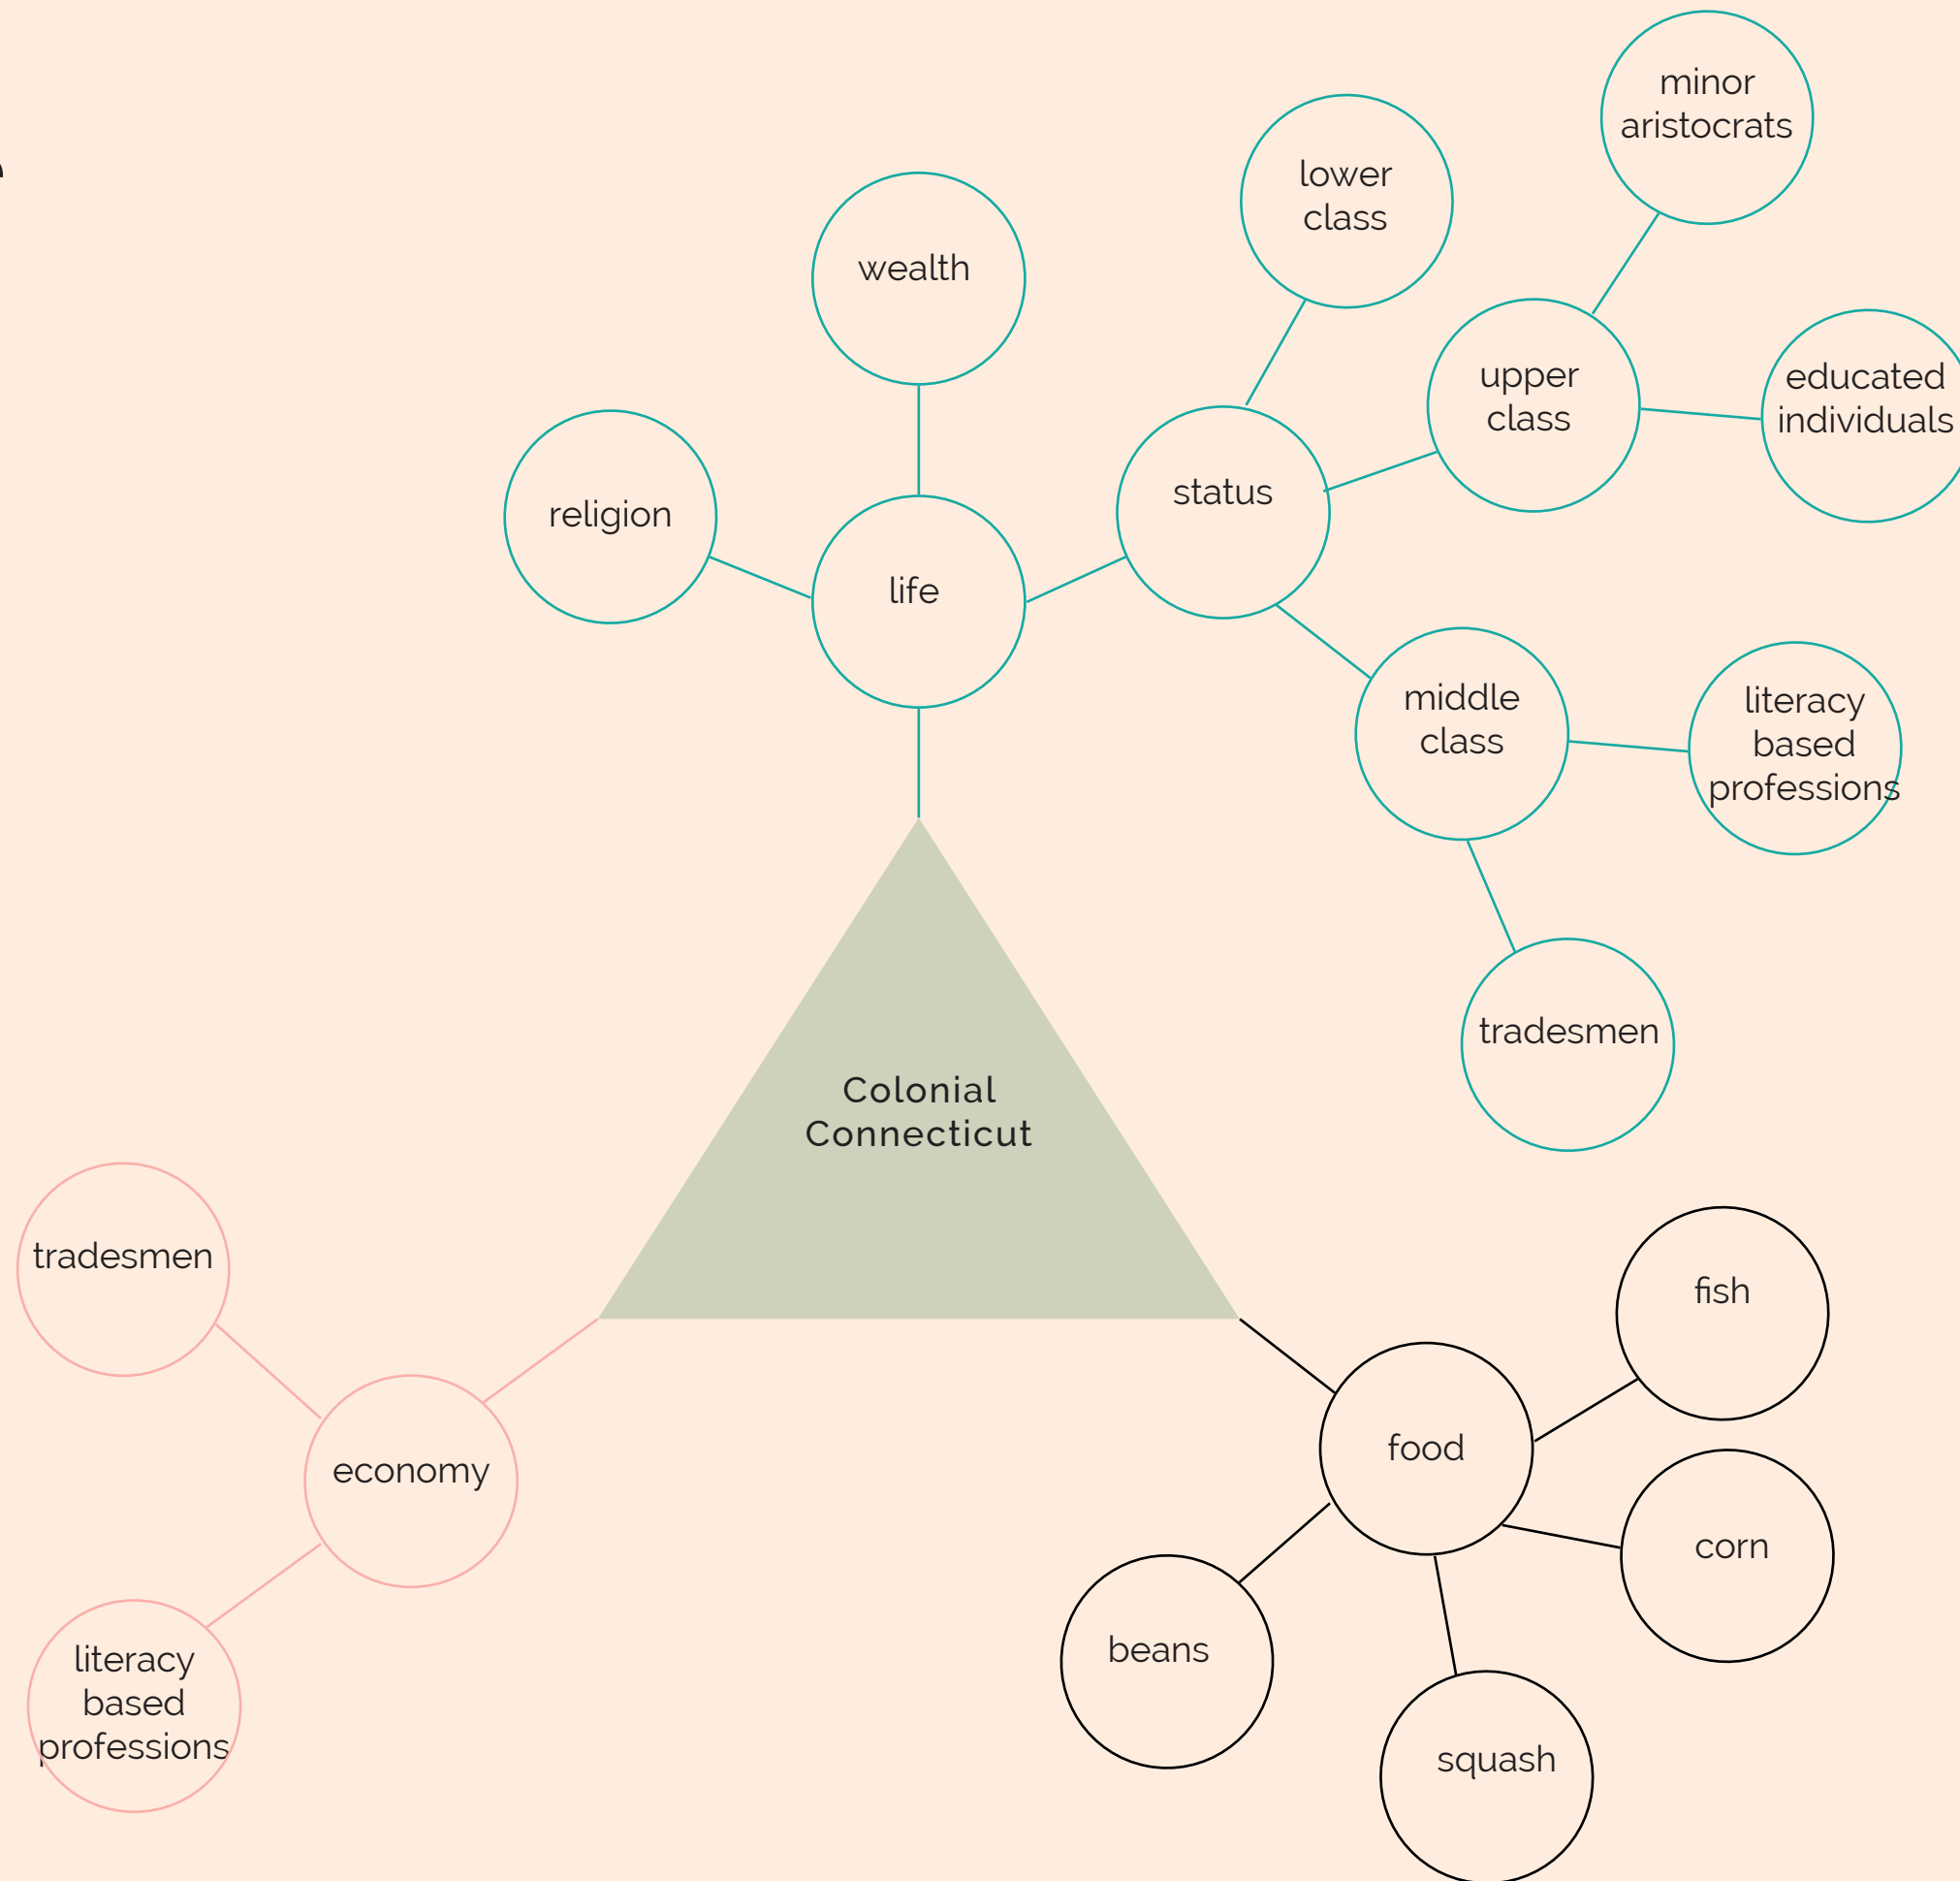 minor
aristocrats
lower
class
wealth
upper
class
educated
individuals
status
religion
life
middle
class
literacy
based
professions
tradesmen
Colonial
Connecticut
tradesmen
economy
literacy
based
professions
fish
food
corn
beans
squash